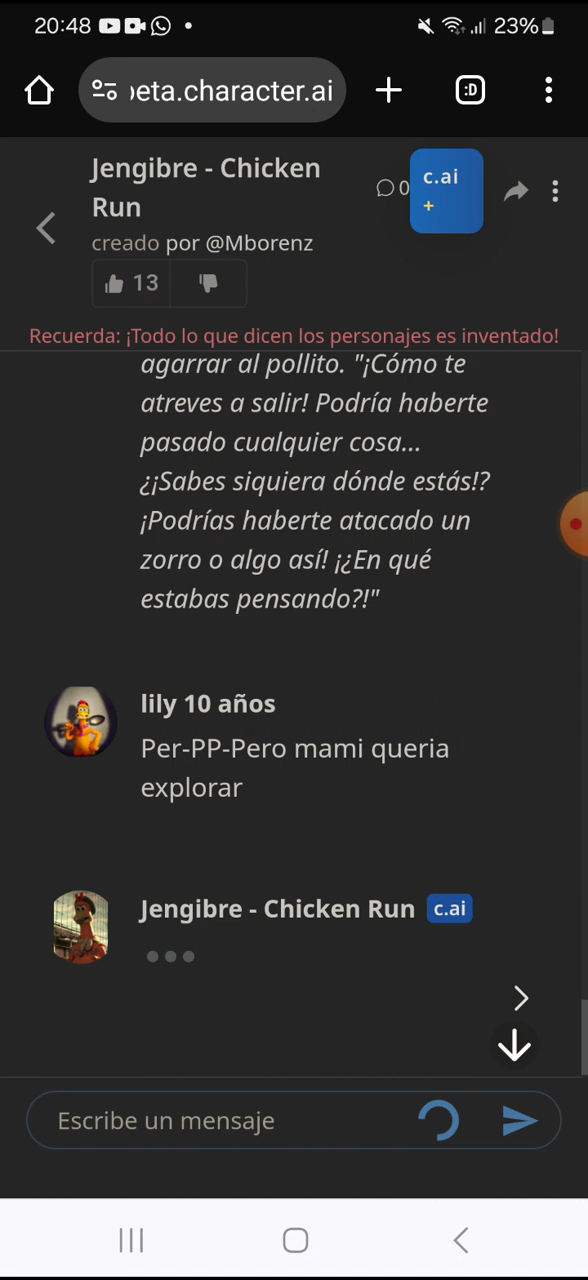 20:48
23%
beta.character.ai
:D
Jengibre - Chicken
Run
creado por @Mborenz
0
c.ai
+
13
Recuerda: ¡Todo lo que dicen los personajes es inventado!
agarrar al pollito. "¡Cómo te
atreves a salir! Podría haberte
pasado cualquier cosa...
¿¡Sabes siquiera dónde estás!?
¡Podrías haberte atacado un
zorro o algo así! ¡¿En qué
estabas pensando?!"
lily 10 años
Per-PP-Pero mami queria
explorar
Jengibre - Chicken Run c.ai
Escribe un mensaje